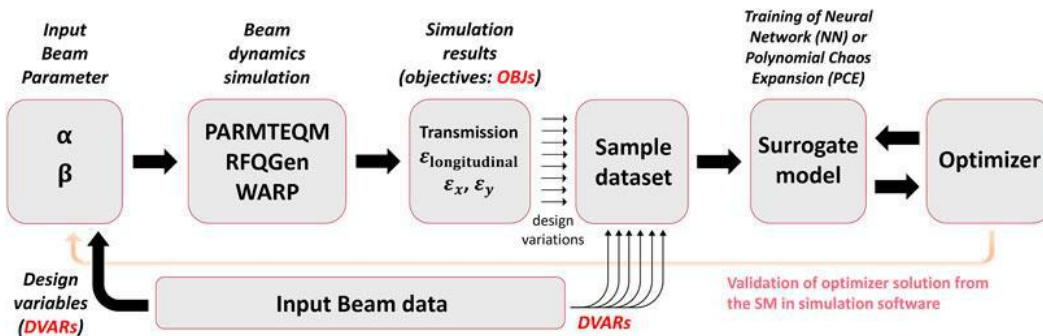 Input
Beam
Parameter
Beam
dynamics
simulation
Simulation
results
(objectives: OBJs)
Training of Neural
Network (NN) or
Polynomial Chaos
Expansion (PCE)
α
β
PARMTEQM
RFQGen
WARP
Transmission
εlongitudinal
εx, εy
design
variations
Sample
dataset
Surrogate
model
Optimizer
Design
variables
(DVARs)
Input Beam data
DVARs
Validation of optimizer solution from
the SM in simulation software